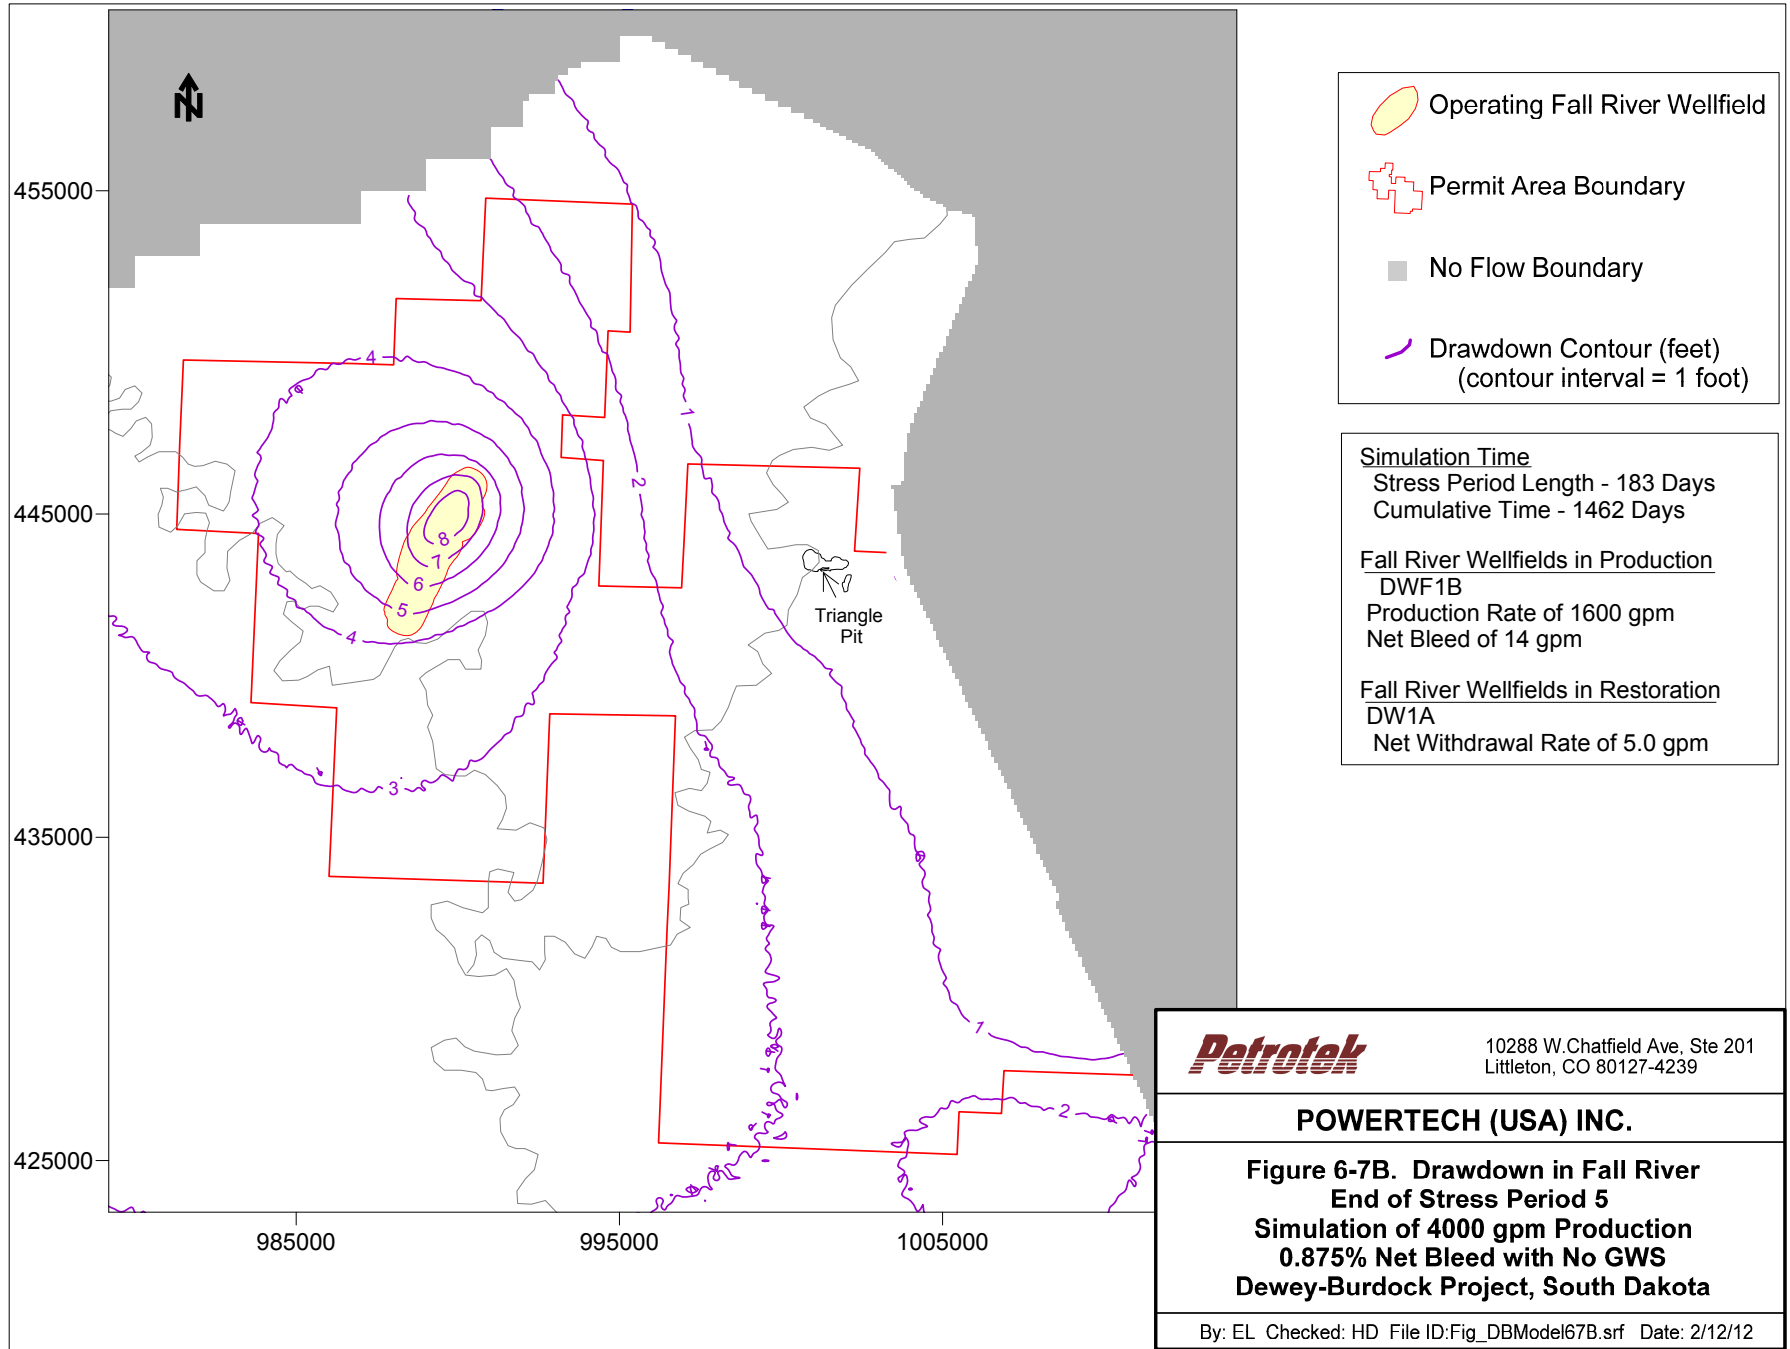 N
455000
445000
435000
425000
985000
995000
1005000
4
1
2
8
7
6
5
4
3
1
2
Triangle
Pit
Operating Fall River Wellfield
Permit Area Boundary
No Flow Boundary
Drawdown Contour (feet)
(contour interval = 1 foot)
Simulation Time
Stress Period Length - 183 Days
Cumulative Time - 1462 Days
Fall River Wellfields in Production
DWF1B
Production Rate of 1600 gpm
Net Bleed of 14 gpm
Fall River Wellfields in Restoration
DW1A
Net Withdrawal Rate of 5.0 gpm
Petrotek
10288 W.Chatfield Ave, Ste 201
Littleton, CO 80127-4239
POWERTECH (USA) INC.
Figure 6-7B. Drawdown in Fall River
End of Stress Period 5
Simulation of 4000 gpm Production
0.875% Net Bleed with No GWS
Dewey-Burdock Project, South Dakota
By: EL Checked: HD File ID:Fig_DBModel67B.srf Date: 2/12/12